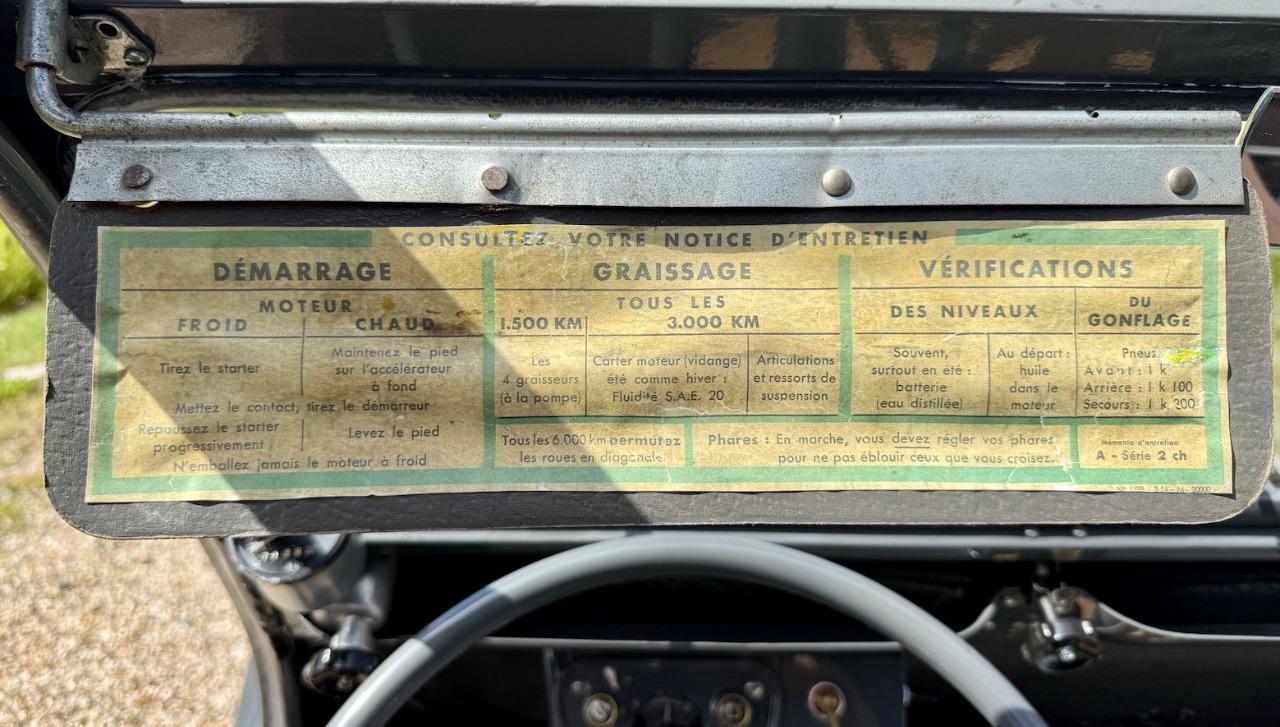 CONSULTEZ VOTRE NOTICE D'ENTRETIEN
DÉMARRAGE
MOTEUR
FROID
CHAUD
Tirez le starter
Maintenez le pied
sur l'accélérateur
à fond
Mettez le contact, tirez le démarreur
Repoussez le starter
progressivement
Levez le pied
N'emballez jamais le moteur à froid
GRAISSAGE
TOUS LES
1.500 KM
3.000 KM
Les
4 graisseurs
(à la pompe)
Carter moteur (vidange)
été comme hiver :
Fluidité S.A.E. 20
Articulations
et ressorts de
suspension
VÉRIFICATIONS
DES NIVEAUX
DU
GONFLAGE
Souvent,
surtout en été :
batterie
(eau distillée)
Au départ :
huile
dans le
moteur
Pneus
Avant : 1 k
Arrière : 1 k 100
Secours : 1 k 300
Tous les 6.000 km permutez
les roues en diagonale.
Phares : En marche, vous devez régler vos phares
pour ne pas éblouir ceux que vous croisez.
Mémento d'entretien
A - Série 2 ch